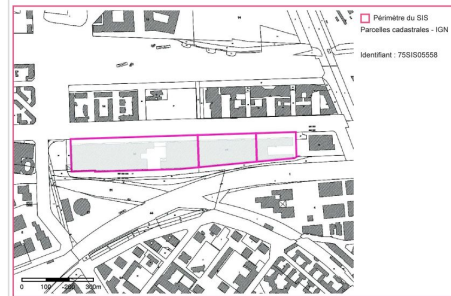 Périmètre du SIS
Parcelles cadastrales - IGN
Identifiant : 75SIS05558
0 100 200 300m